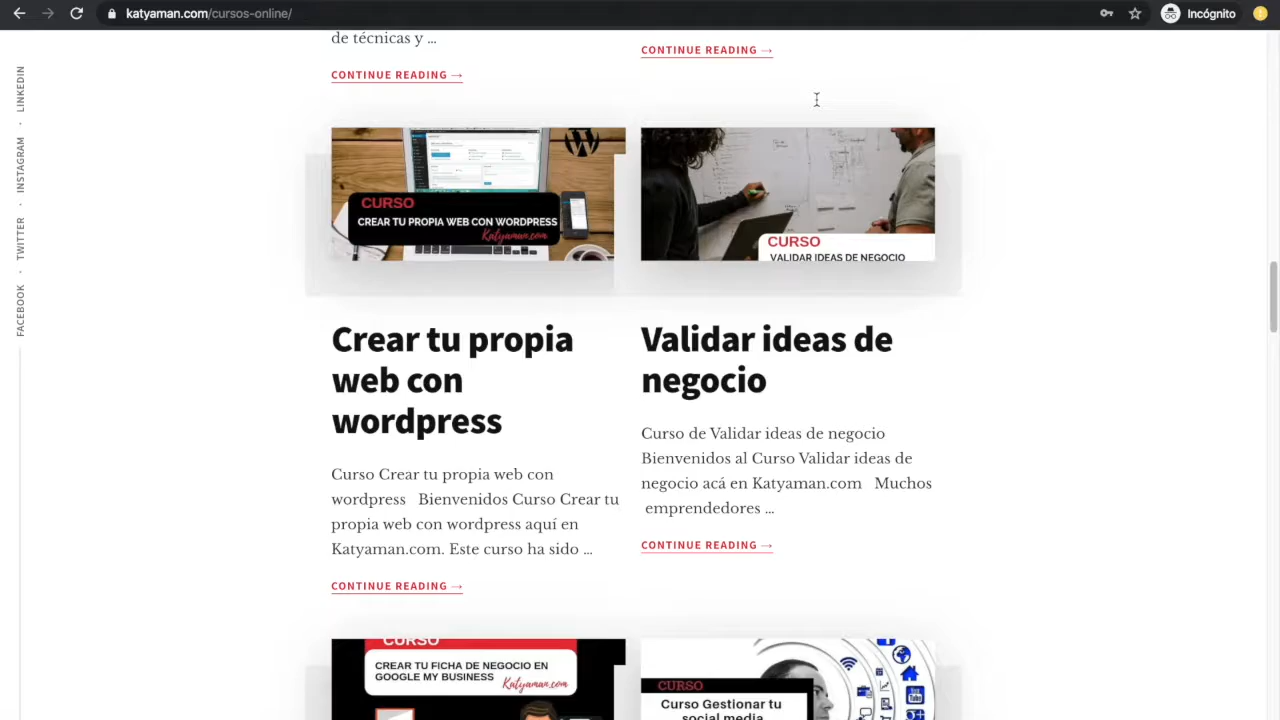 katyaman.com/cursos-online/
Incógnito
FACEBOOK · TWITTER · INSTAGRAM · LINKEDIN
de técnicas y ...
CONTINUE READING →
CONTINUE READING →
CURSO
CREAR TU PROPIA WEB CON WORDPRESS
Katyaman.com
CURSO
VALIDAR IDEAS DE NEGOCIO
Crear tu propia
web con
wordpress
Curso Crear tu propia web con
wordpress Bienvenidos Curso Crear tu
propia web con wordpress aquí en
Katyaman.com. Este curso ha sido ...
CONTINUE READING →
Validar ideas de
negocio
Curso de Validar ideas de negocio
Bienvenidos al Curso Validar ideas de
negocio acá en Katyaman.com Muchos
emprendedores ...
CONTINUE READING →
CURSO
CREAR TU FICHA DE NEGOCIO EN
GOOGLE MY BUSINESS
Katyaman.com
CURSO
Curso Gestionar tu
social media